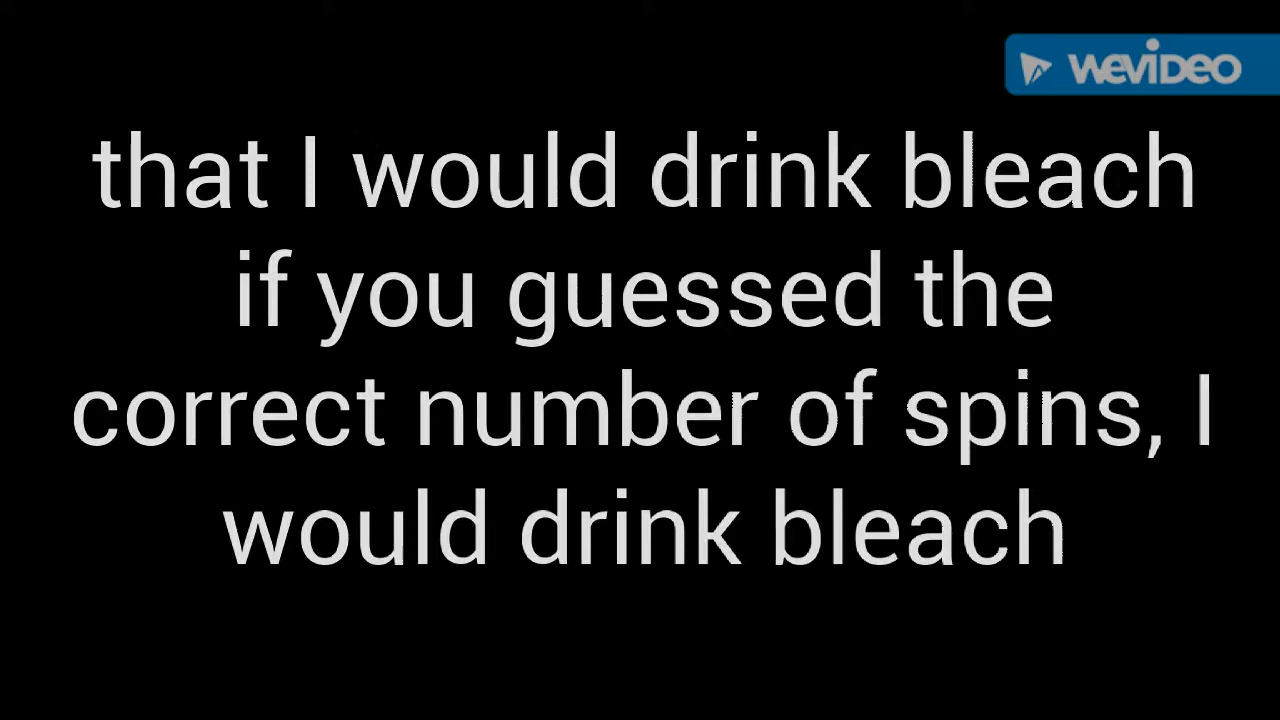 WEVIDEO
that I would drink bleach
if you guessed the
correct number of spins, I
would drink bleach